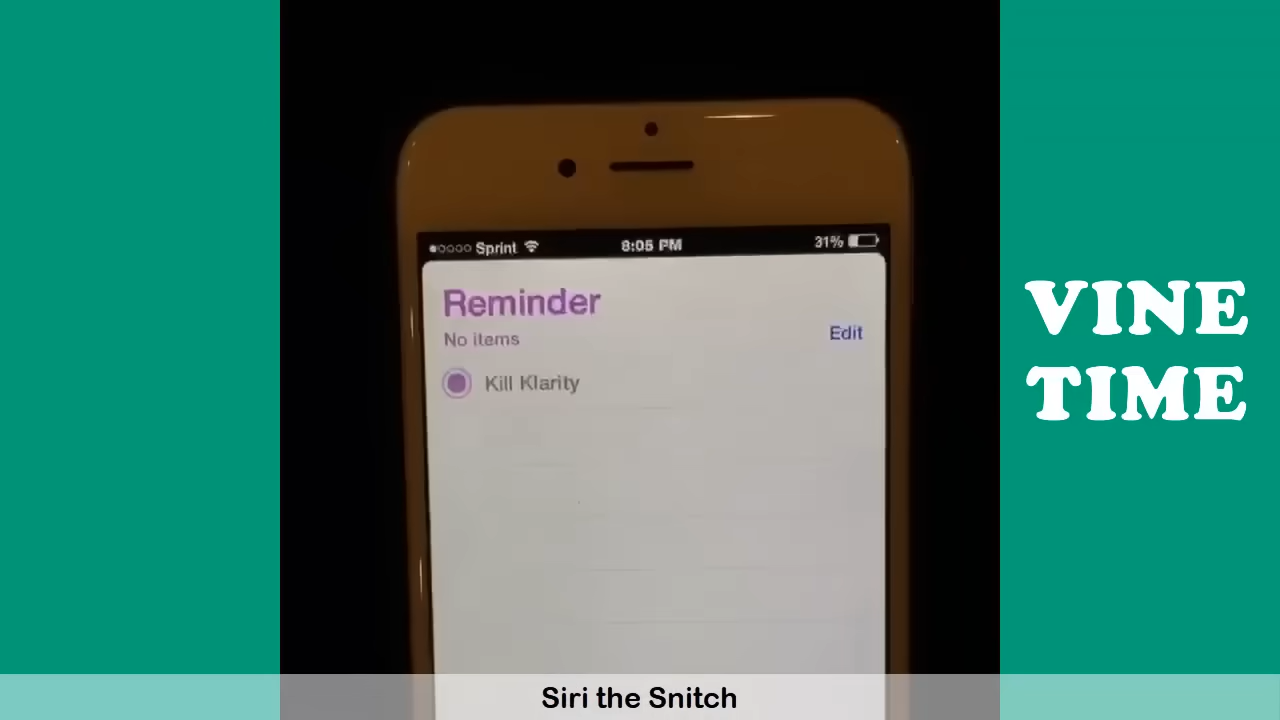 Sprint 8:05 PM 31%
Reminder
No items Edit
Kill Klarity
VINE
TIME
Siri the Snitch